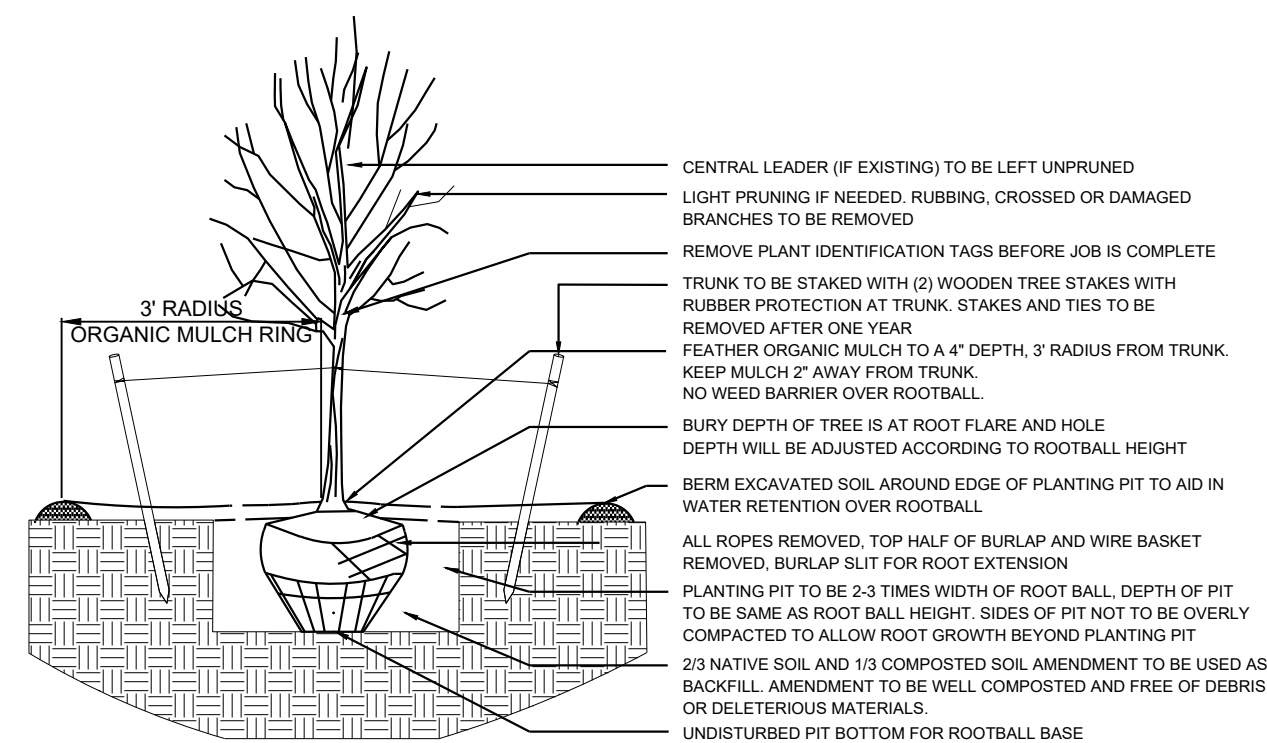 CENTRAL LEADER (IF EXISTING) TO BE LEFT UNPRUNED
LIGHT PRUNING IF NEEDED. RUBBING, CROSSED OR DAMAGED
BRANCHES TO BE REMOVED
REMOVE PLANT IDENTIFICATION TAGS BEFORE JOB IS COMPLETE
TRUNK TO BE STAKED WITH (2) WOODEN TREE STAKES WITH
RUBBER PROTECTION AT TRUNK. STAKES AND TIES TO BE
REMOVED AFTER ONE YEAR
3' RADIUS
ORGANIC MULCH RING
FEATHER ORGANIC MULCH TO A 4" DEPTH, 3' RADIUS FROM TRUNK.
KEEP MULCH 2" AWAY FROM TRUNK.
NO WEED BARRIER OVER ROOTBALL.
BURY DEPTH OF TREE IS AT ROOT FLARE AND HOLE
DEPTH WILL BE ADJUSTED ACCORDING TO ROOTBALL HEIGHT
BERM EXCAVATED SOIL AROUND EDGE OF PLANTING PIT TO AID IN
WATER RETENTION OVER ROOTBALL
ALL ROPES REMOVED, TOP HALF OF BURLAP AND WIRE BASKET
REMOVED, BURLAP SLIT FOR ROOT EXTENSION
PLANTING PIT TO BE 2-3 TIMES WIDTH OF ROOT BALL, DEPTH OF PIT
TO BE SAME AS ROOT BALL HEIGHT. SIDES OF PIT NOT TO BE OVERLY
COMPACTED TO ALLOW ROOT GROWTH BEYOND PLANTING PIT
2/3 NATIVE SOIL AND 1/3 COMPOSTED SOIL AMENDMENT TO BE USED AS
BACKFILL. AMENDMENT TO BE WELL COMPOSTED AND FREE OF DEBRIS
OR DELETERIOUS MATERIALS.
UNDISTURBED PIT BOTTOM FOR ROOTBALL BASE